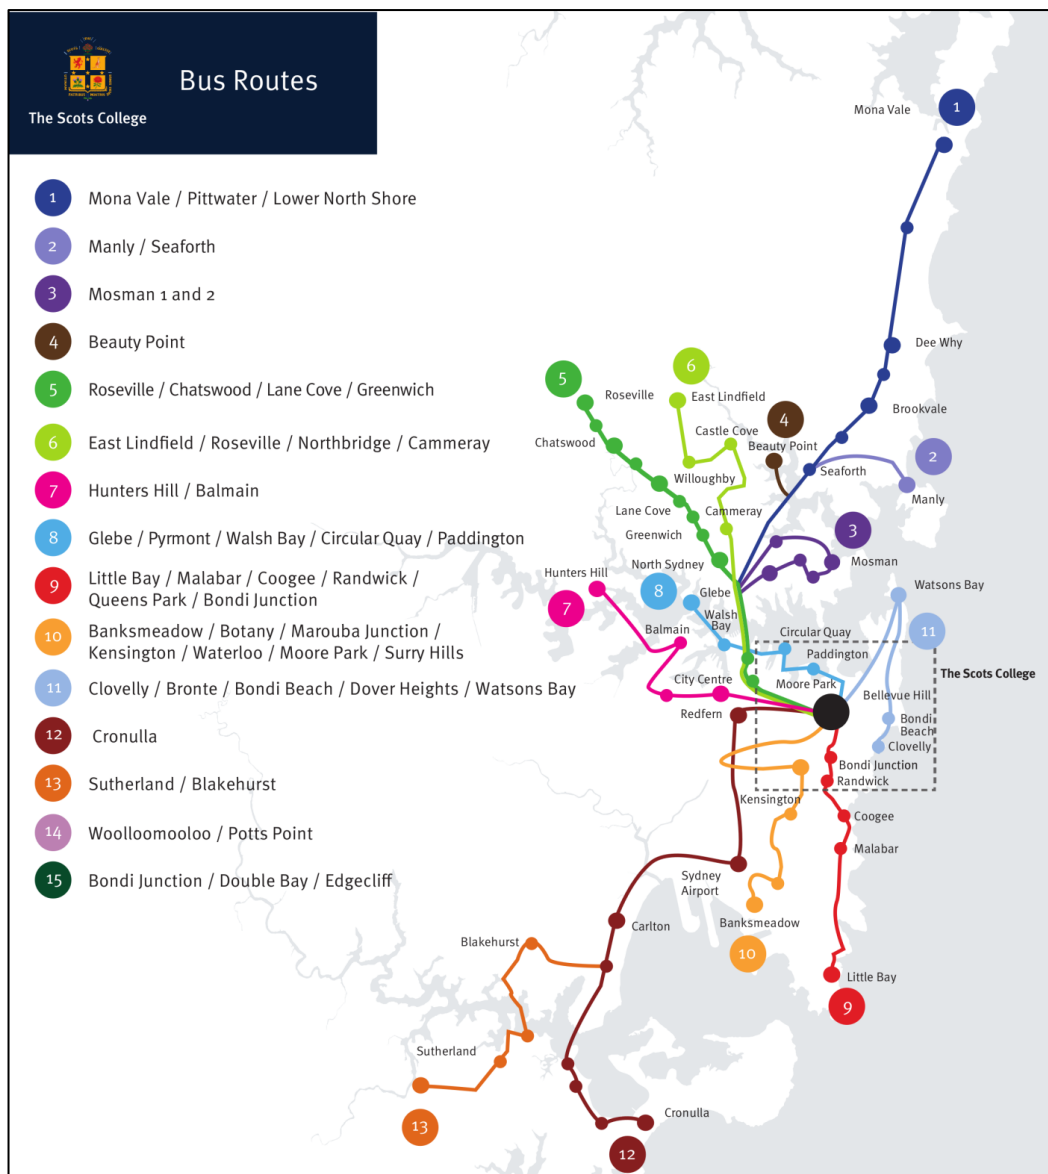 Bus Routes
The Scots College
1 Mona Vale / Pittwater / Lower North Shore
2 Manly / Seaforth
3 Mosman 1 and 2
4 Beauty Point
5 Roseville / Chatswood / Lane Cove / Greenwich
6 East Lindfield / Roseville / Northbridge / Cammeray
7 Hunters Hill / Balmain
8 Glebe / Pyrmont / Walsh Bay / Circular Quay / Paddington
9 Little Bay / Malabar / Coogee / Randwick /
Queens Park / Bondi Junction
10 Banksmeadow / Botany / Marouba Junction /
Kensington / Waterloo / Moore Park / Surry Hills
11 Clovelly / Bronte / Bondi Beach / Dover Heights / Watsons Bay
12 Cronulla
13 Sutherland / Blakehurst
14 Woolloomooloo / Potts Point
15 Bondi Junction / Double Bay / Edgecliff
Mona Vale
1
Dee Why
Brookvale
6
5
Roseville
East Lindfield
4
Castle Cove
Beauty Point
Chatswood
2
Seaforth
Willoughby
Manly
Lane Cove
Cammeray
3
Greenwich
Mosman
North Sydney
Hunters Hill
Watsons Bay
8
Glebe
7
Walsh
Bay
Balmain
Circular Quay
11
Paddington
The Scots College
City Centre
Moore Park
Bellevue Hill
Redfern
Bondi
Beach
Clovelly
Bondi Junction
Randwick
Kensington
Coogee
Malabar
Sydney
Airport
Banksmeadow
Carlton
Blakehurst
10
Little Bay
9
Sutherland
13
Cronulla
12